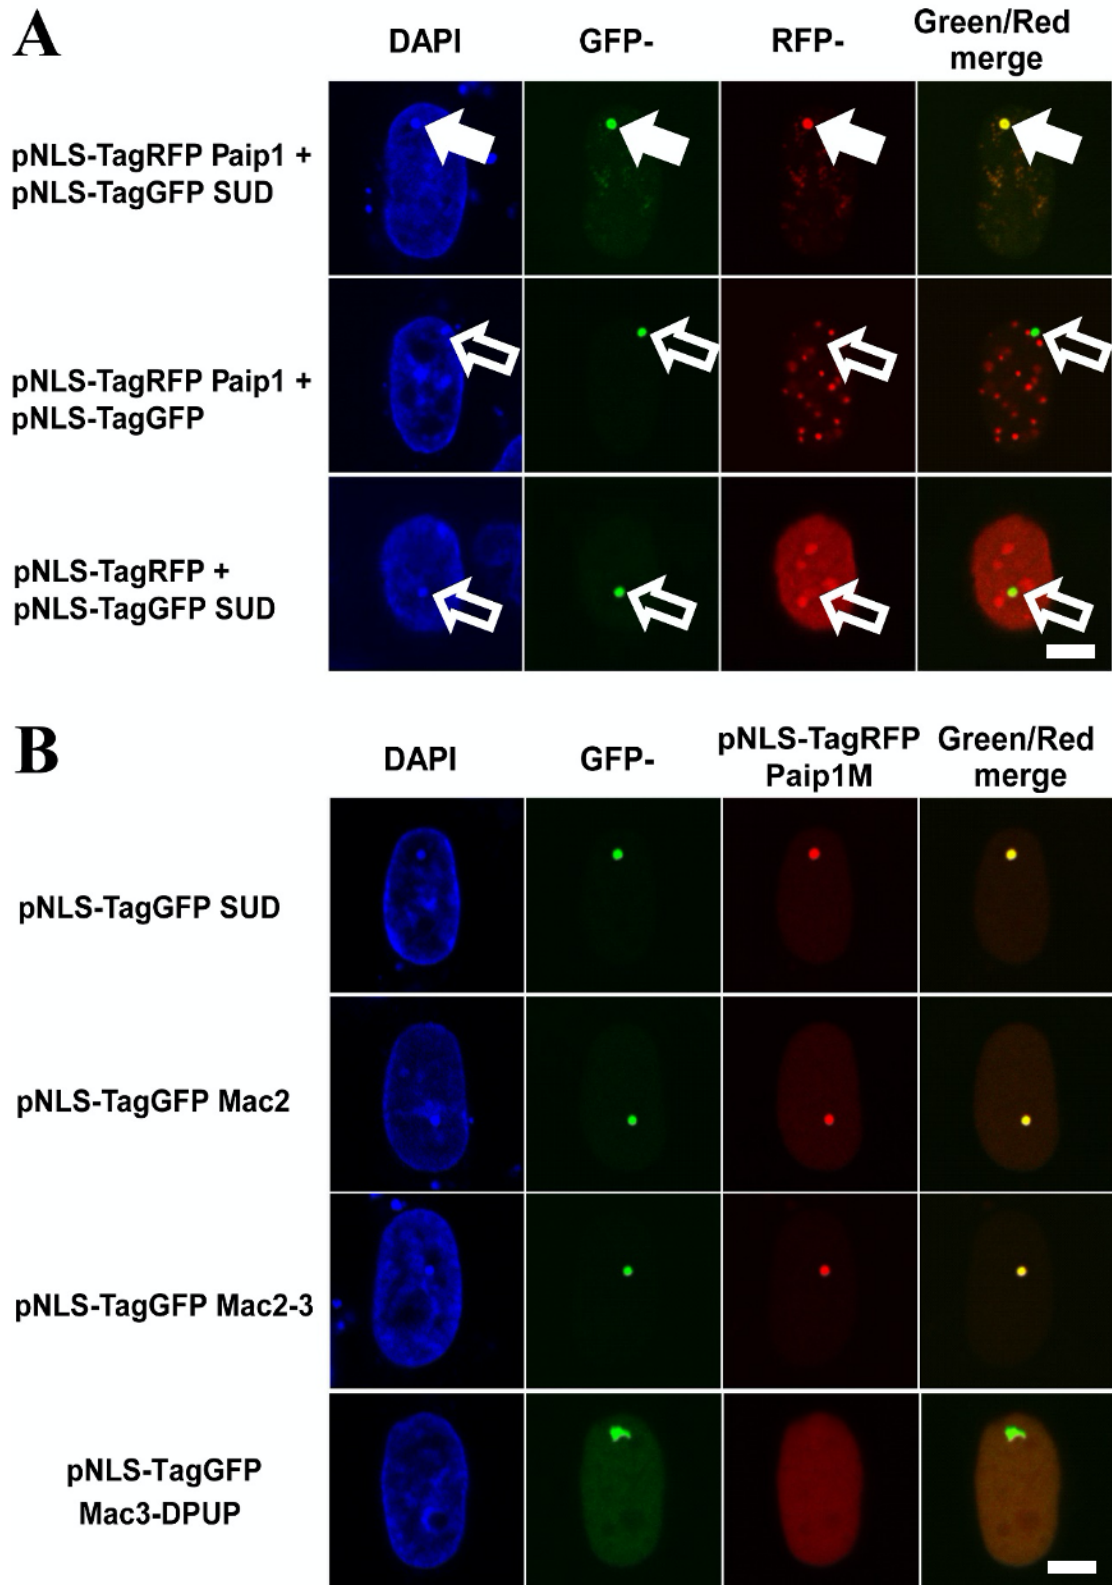 A
DAPI
GFP-
RFP-
Green/Red
merge
pNLS-TagRFP Paip1 +
pNLS-TagGFP SUD
pNLS-TagRFP Paip1 +
pNLS-TagGFP
pNLS-TagRFP +
pNLS-TagGFP SUD
B
DAPI
GFP-
pNLS-TagRFP
Paip1M
Green/Red
merge
pNLS-TagGFP SUD
pNLS-TagGFP Mac2
pNLS-TagGFP Mac2-3
pNLS-TagGFP
Mac3-DPUP